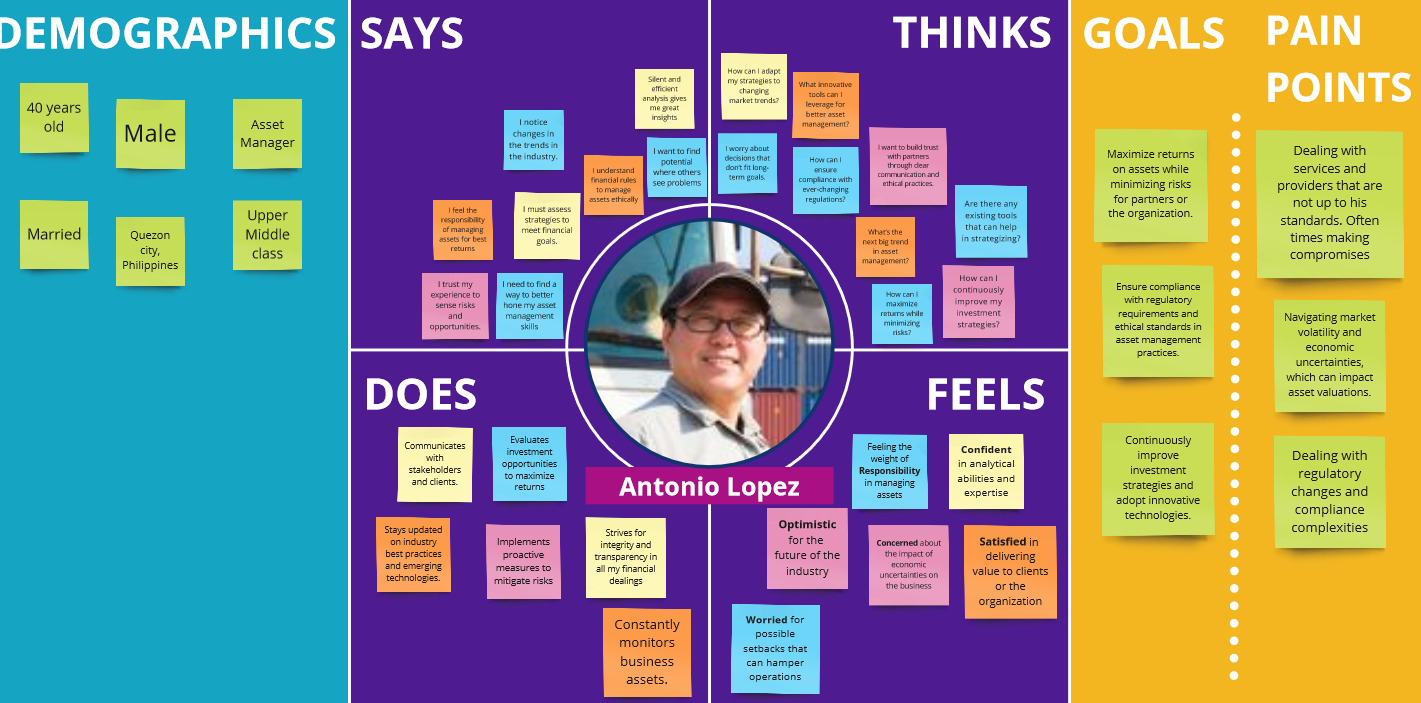 DEMOGRAPHICS
40 years
old
Male
Asset
Manager
Married
Quezon
city,
Philippines
Upper
Middle
class
SAYS
Silent and
efficient
analysis gives
me great
insights
I notice
changes in
the trends in
the industry.
I want to find
potential
where others
see problems
I understand
financial rules
to manage
assets ethically
I feel the
responsibility
of managing
assets for best
returns
I must assess
strategies to
meet financial
goals.
I trust my
experience to
sense risks
and
opportunities.
I need to find a
way to better
hone my asset
management
skills
THINKS
How can I adapt
my strategies to
changing
market trends?
What innovative
tools can I
leverage for
better asset
management?
I worry about
decisions that
don't fit long-
term goals.
How can I
ensure
compliance with
ever-changing
regulations?
I want to build trust
with partners
through clear
communication and
ethical practices.
Are there any
existing tools
that can help
in strategizing?
What's the
next big trend
in asset
management?
How can I
maximize
returns while
minimizing
risks?
How can I
continuously
improve my
investment
strategies?
Antonio Lopez
DOES
Communicates
with
stakeholders
and clients.
Evaluates
investment
opportunities
to maximize
returns
Stays updated
on industry
best practices
and emerging
technologies.
Implements
proactive
measures to
mitigate risks
Strives for
integrity and
transparency in
all my financial
dealings
Constantly
monitors
business
assets.
FEELS
Feeling the
weight of
Responsibility
in managing
assets
Confident
in analytical
abilities and
expertise
Optimistic
for the
future of the
industry
Concerned about
the impact of
economic
uncertainties on
the business
Satisfied in
delivering
value to clients
or the
organization
Worried for
possible
setbacks that
can hamper
operations
GOALS
Maximize returns
on assets while
minimizing risks
for partners or
the organization.
Ensure compliance
with regulatory
requirements and
ethical standards in
asset management
practices.
Continuously
improve
investment
strategies and
adopt innovative
technologies.
PAIN
POINTS
Dealing with
services and
providers that are
not up to his
standards. Often
times making
compromises
Navigating market
volatility and
economic
uncertainties,
which can impact
asset valuations.
Dealing with
regulatory
changes and
compliance
complexities